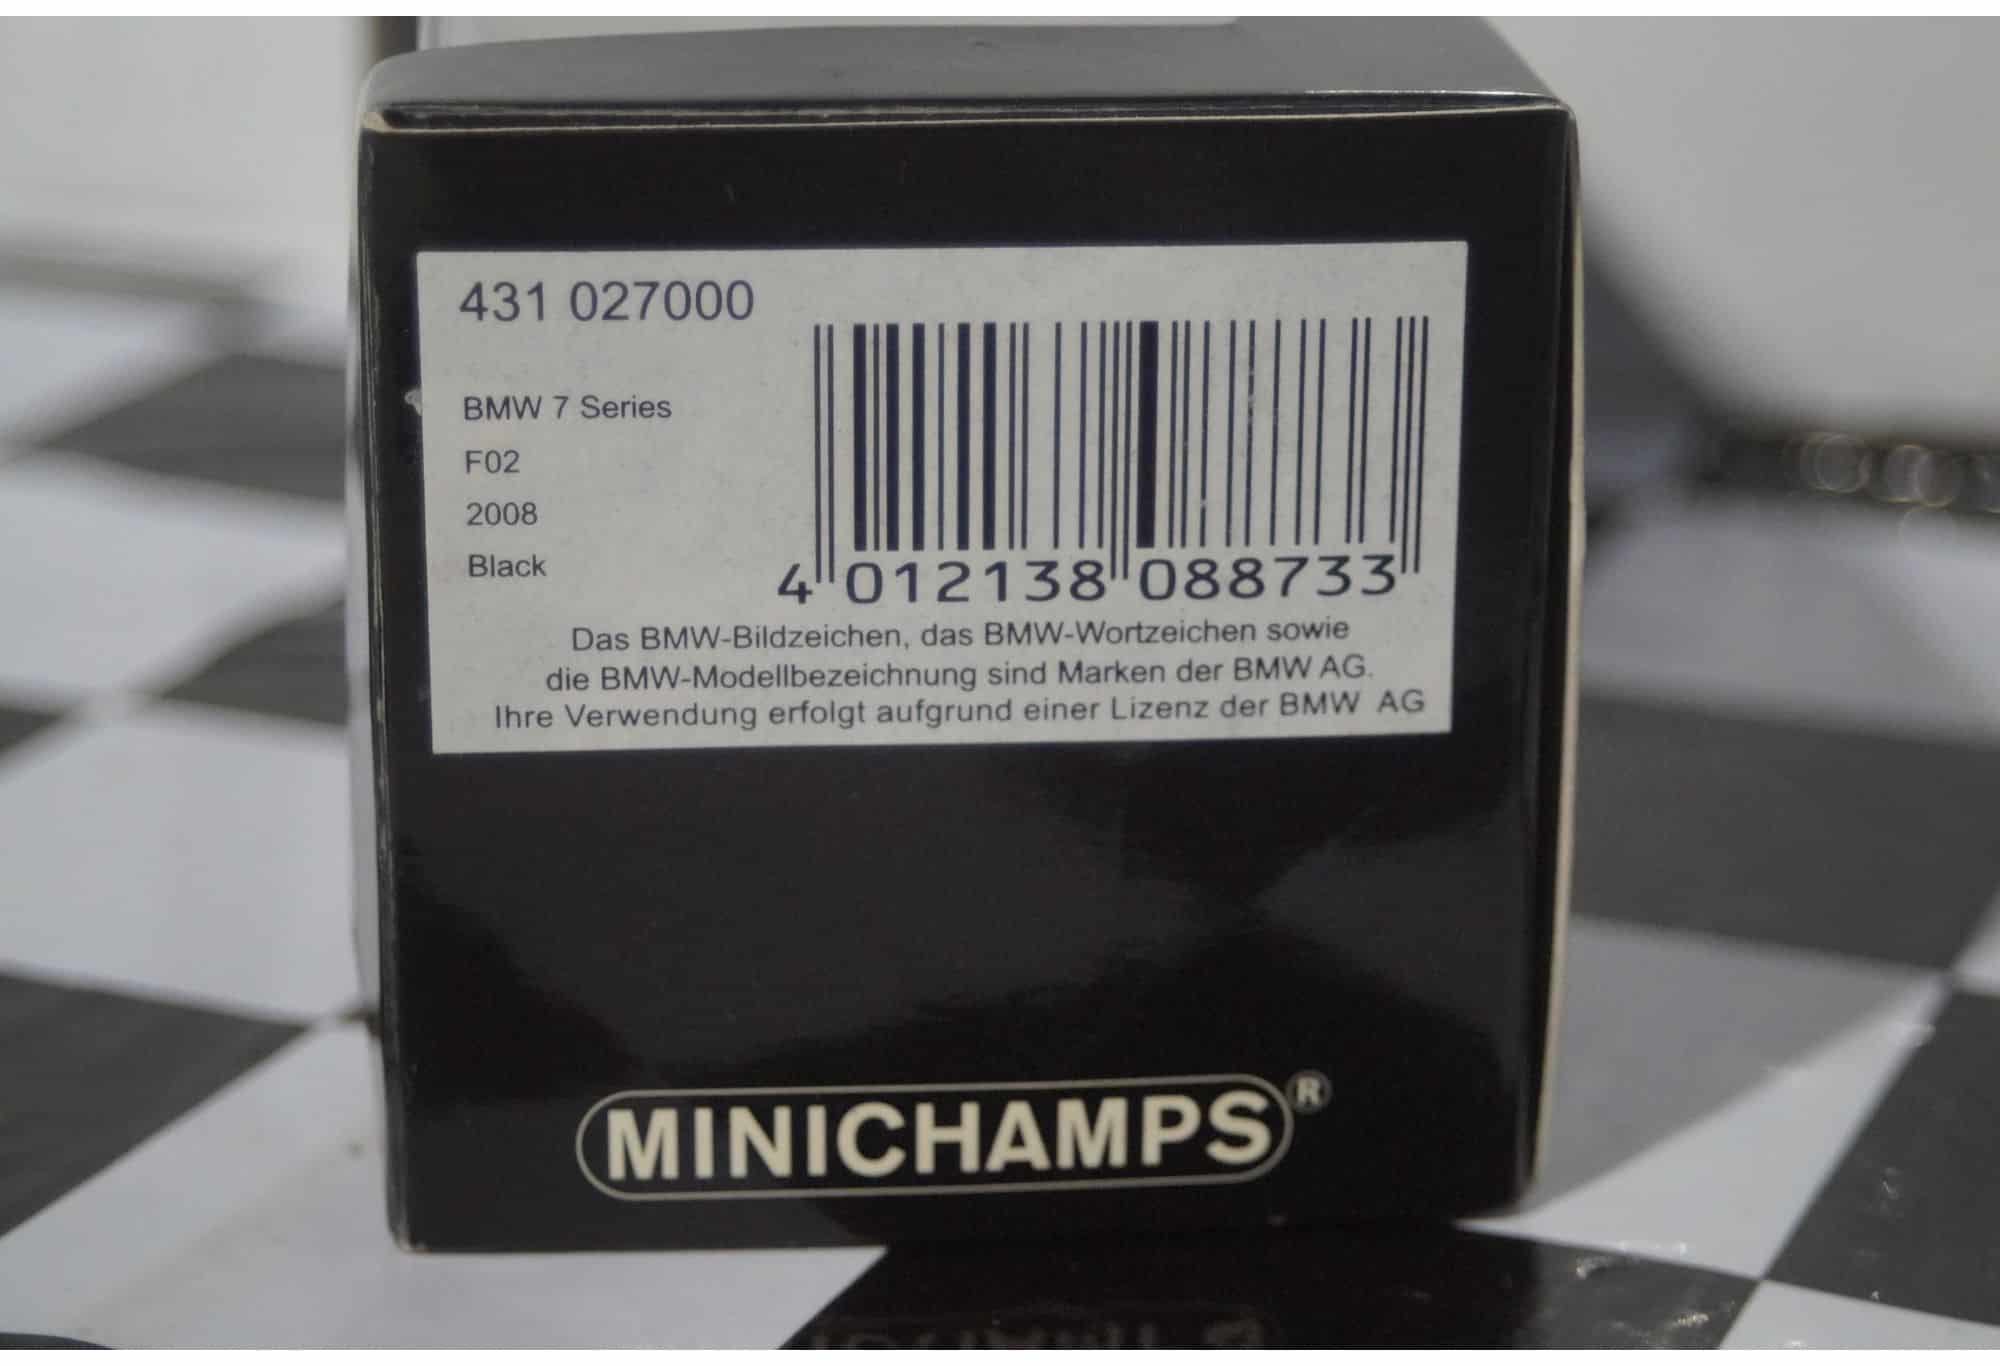 431 027000
BMW 7 Series
F02
2008
Black
4 012138 088733
Das BMW-Bildzeichen, das BMW-Wortzeichen sowie
die BMW-Modellbezeichnung sind Marken der BMW AG.
Ihre Verwendung erfolgt aufgrund einer Lizenz der BMW AG
MINICHAMPS®